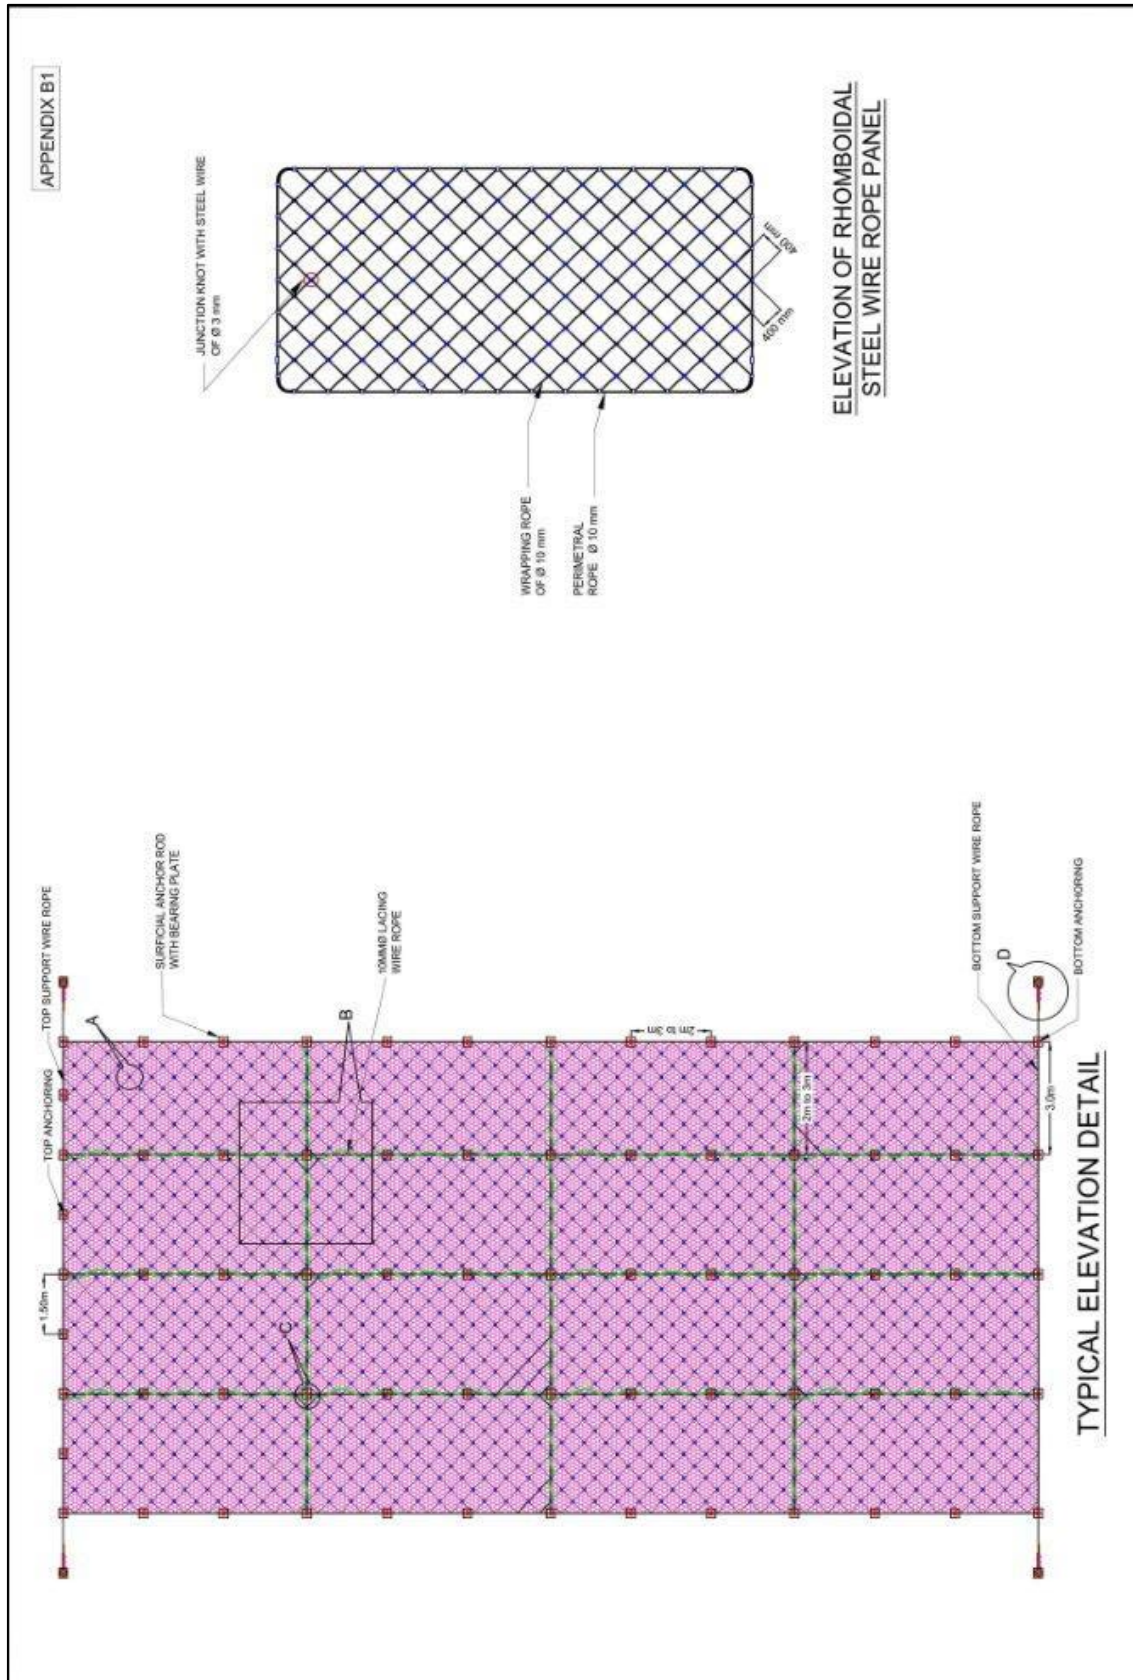 APPENDIX B1
TOP ANCHORING
TOP SUPPORT WIRE ROPE
A
SURFICIAL ANCHOR ROD
WITH BEARING PLATE
1.50m
B
10MMØ LACING
WIRE ROPE
C
2m to 3m
2m to 3m
3.0m
BOTTOM SUPPORT WIRE ROPE
D
BOTTOM ANCHORING
TYPICAL ELEVATION DETAIL
JUNCTION KNOT WITH STEEL WIRE
OF Ø 3 mm
WRAPPING ROPE
OF Ø 10 mm
PERIMETRAL
ROPE Ø 10 mm
400 mm
400 mm
ELEVATION OF RHOMBOIDAL
STEEL WIRE ROPE PANEL